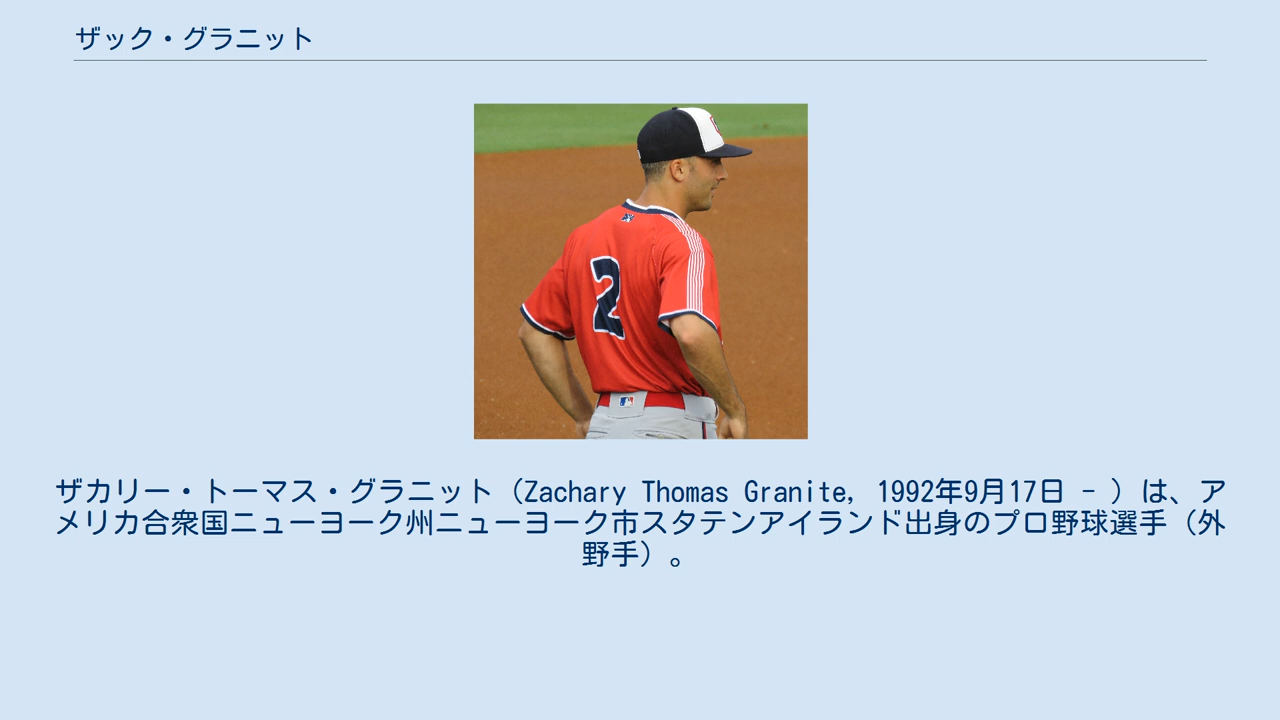 ザック・グラニット
2
ザカリー・トーマス・グラニット（Zachary Thomas Granite, 1992年9月17日 - ）は、ア
メリカ合衆国ニューヨーク州ニューヨーク市スタテンアイランド出身のプロ野球選手（外
野手）。